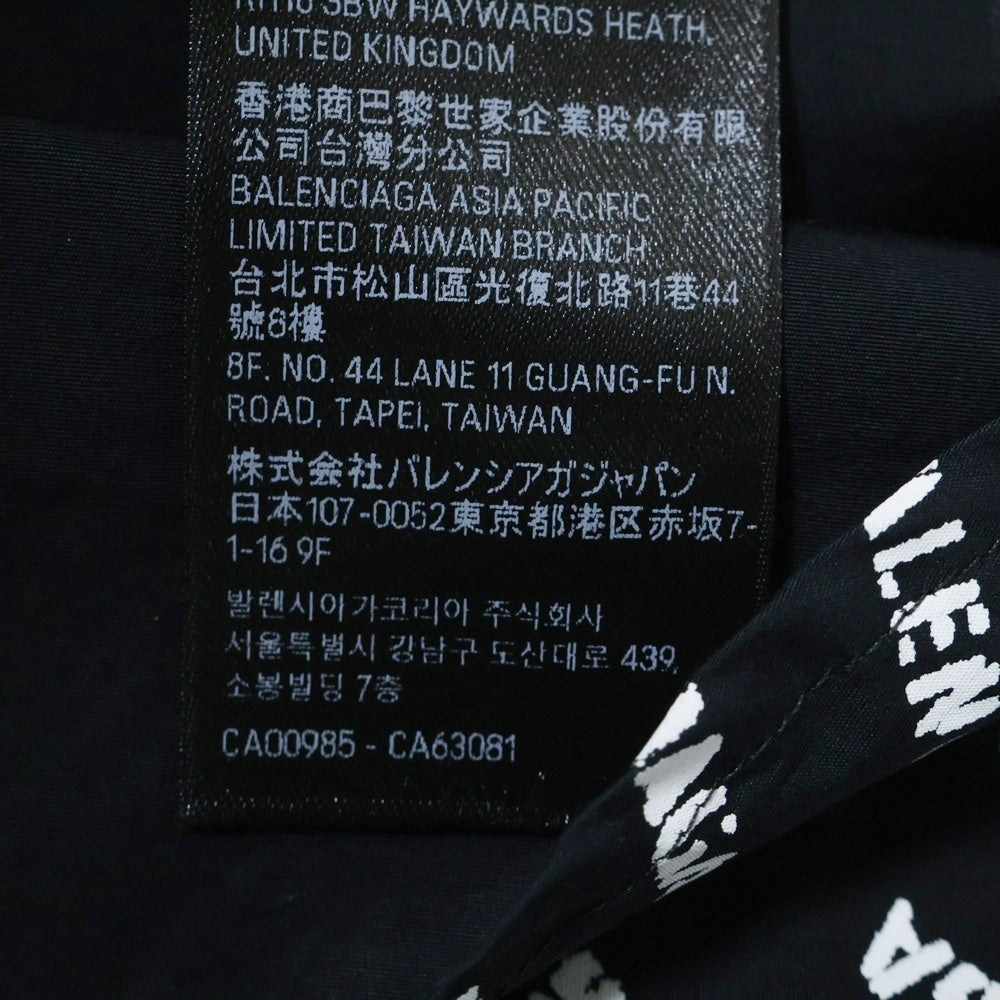 RH16 3BW HAYWARDS HEATH,
UNITED KINGDOM
香港商巴黎世家企業股份有限
公司台灣分公司
BALENCIAGA ASIA PACIFIC
LIMITED TAIWAN BRANCH
台北市松山區光復北路11巷44
號8樓
8F. NO. 44 LANE 11 GUANG-FU N.
ROAD, TAPEI, TAIWAN
株式会社バレンシアガジャパン
日本107-0052東京都港区赤坂7-
1-16 9F
발렌시아가코리아 주식회사
서울특별시 강남구 도산대로 439,
소봉빌딩 7층
CA00985 - CA63081
ALEN